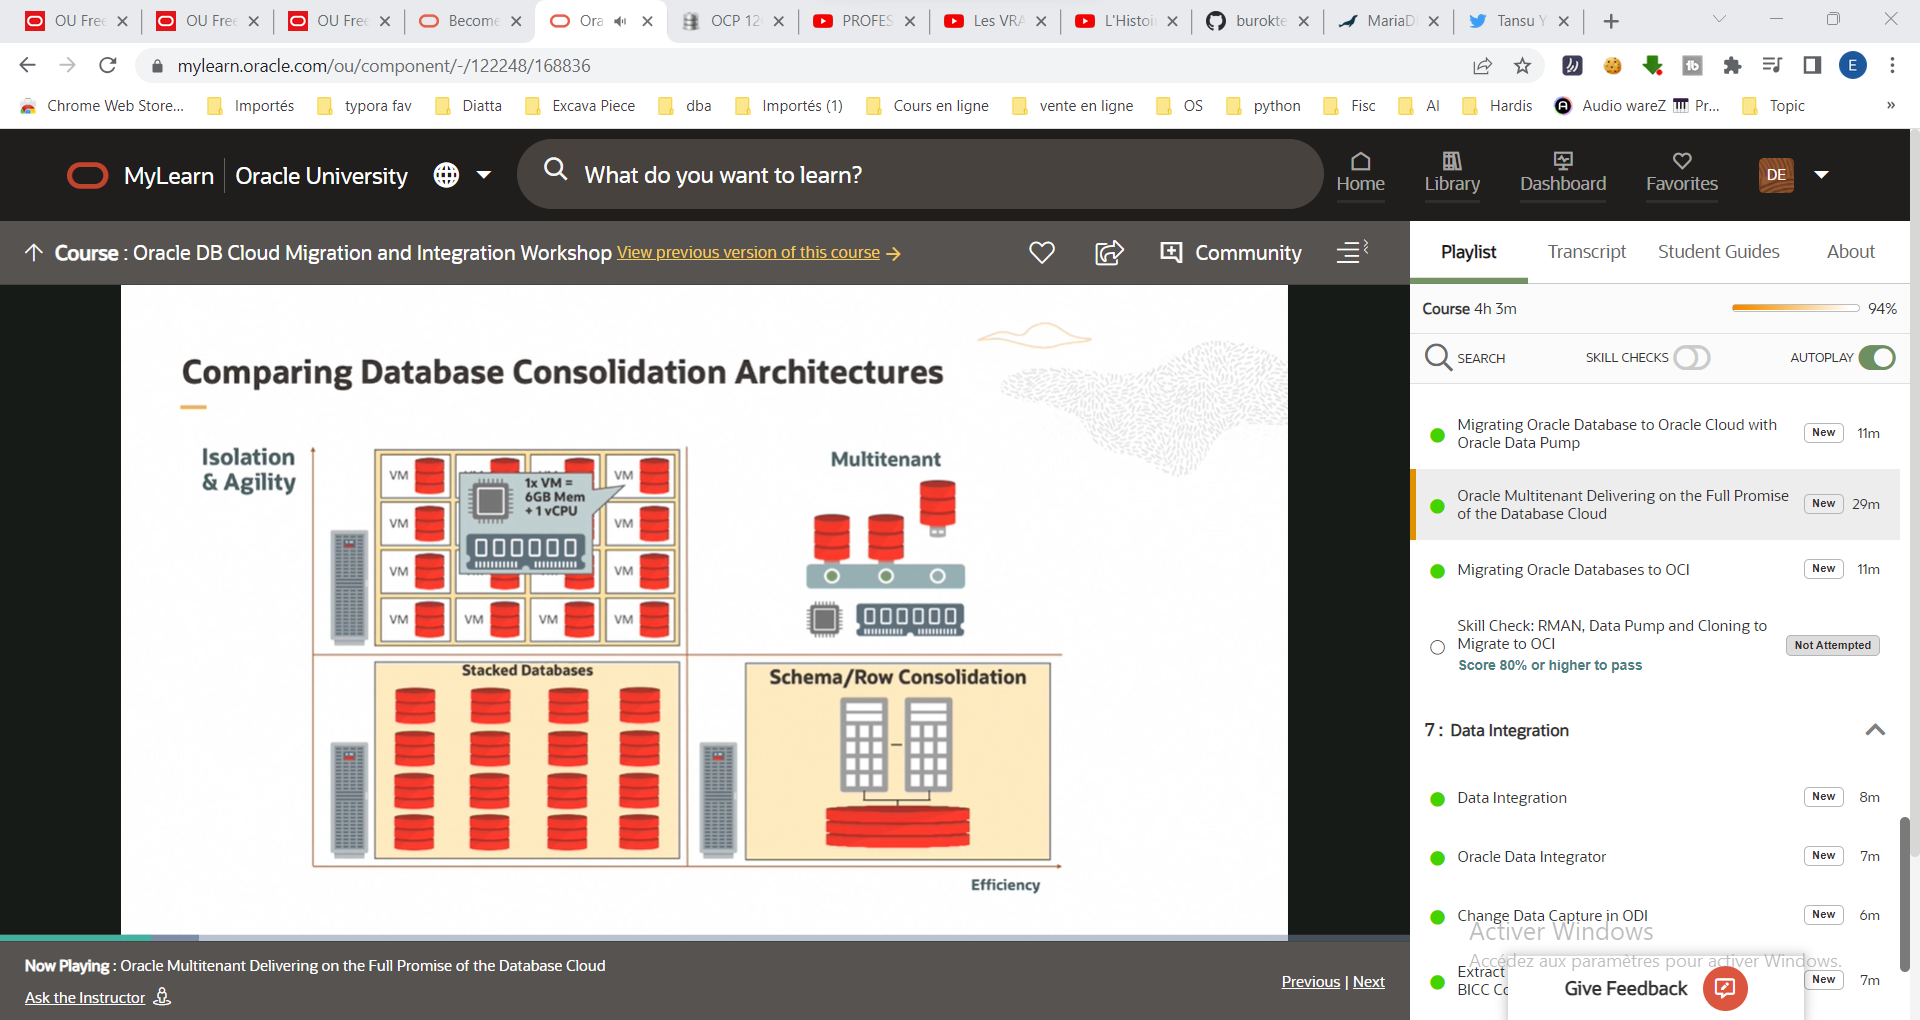 OU Free
OU Free
OU Free
Become
Ora
OCP 12
PROFES
Les VRA
L'Histoi
burokte
MariaD
Tansu Y
mylearn.oracle.com/ou/component/-/122248/168836
E
Chrome Web Store...
Importés
typora fav
Diatta
Excava Piece
dba
Importés (1)
Cours en ligne
vente en ligne
OS
python
Fisc
AI
Hardis
Audio wareZ
Pr...
Topic
»
MyLearn
Oracle University
What do you want to learn?
Home
Library
Dashboard
Favorites
DE
Course : Oracle DB Cloud Migration and Integration Workshop View previous version of this course
Community
Playlist
Transcript
Student Guides
About
Course 4h 3m
94%
SEARCH
SKILL CHECKS
AUTOPLAY
Comparing Database Consolidation Architectures
Isolation
& Agility
VM
VM
VM
VM
VM
VM
VM
VM
VM
VM
1x VM =
6GB Mem
+ 1 vCPU
Multitenant
Stacked Databases
Schema/Row Consolidation
Efficiency
Migrating Oracle Database to Oracle Cloud with
Oracle Data Pump
New
11m
Oracle Multitenant Delivering on the Full Promise
of the Database Cloud
New
29m
Migrating Oracle Databases to OCI
New
11m
Skill Check: RMAN, Data Pump and Cloning to
Migrate to OCI
Score 80% or higher to pass
Not Attempted
7 : Data Integration
Data Integration
New
8m
Oracle Data Integrator
New
7m
Change Data Capture in ODI
New
6m
Activer Windows
Accédez aux paramètres pour activer Windows.
Extract
BICC Co
New
7m
Give Feedback
Now Playing : Oracle Multitenant Delivering on the Full Promise of the Database Cloud
Ask the Instructor
Previous | Next